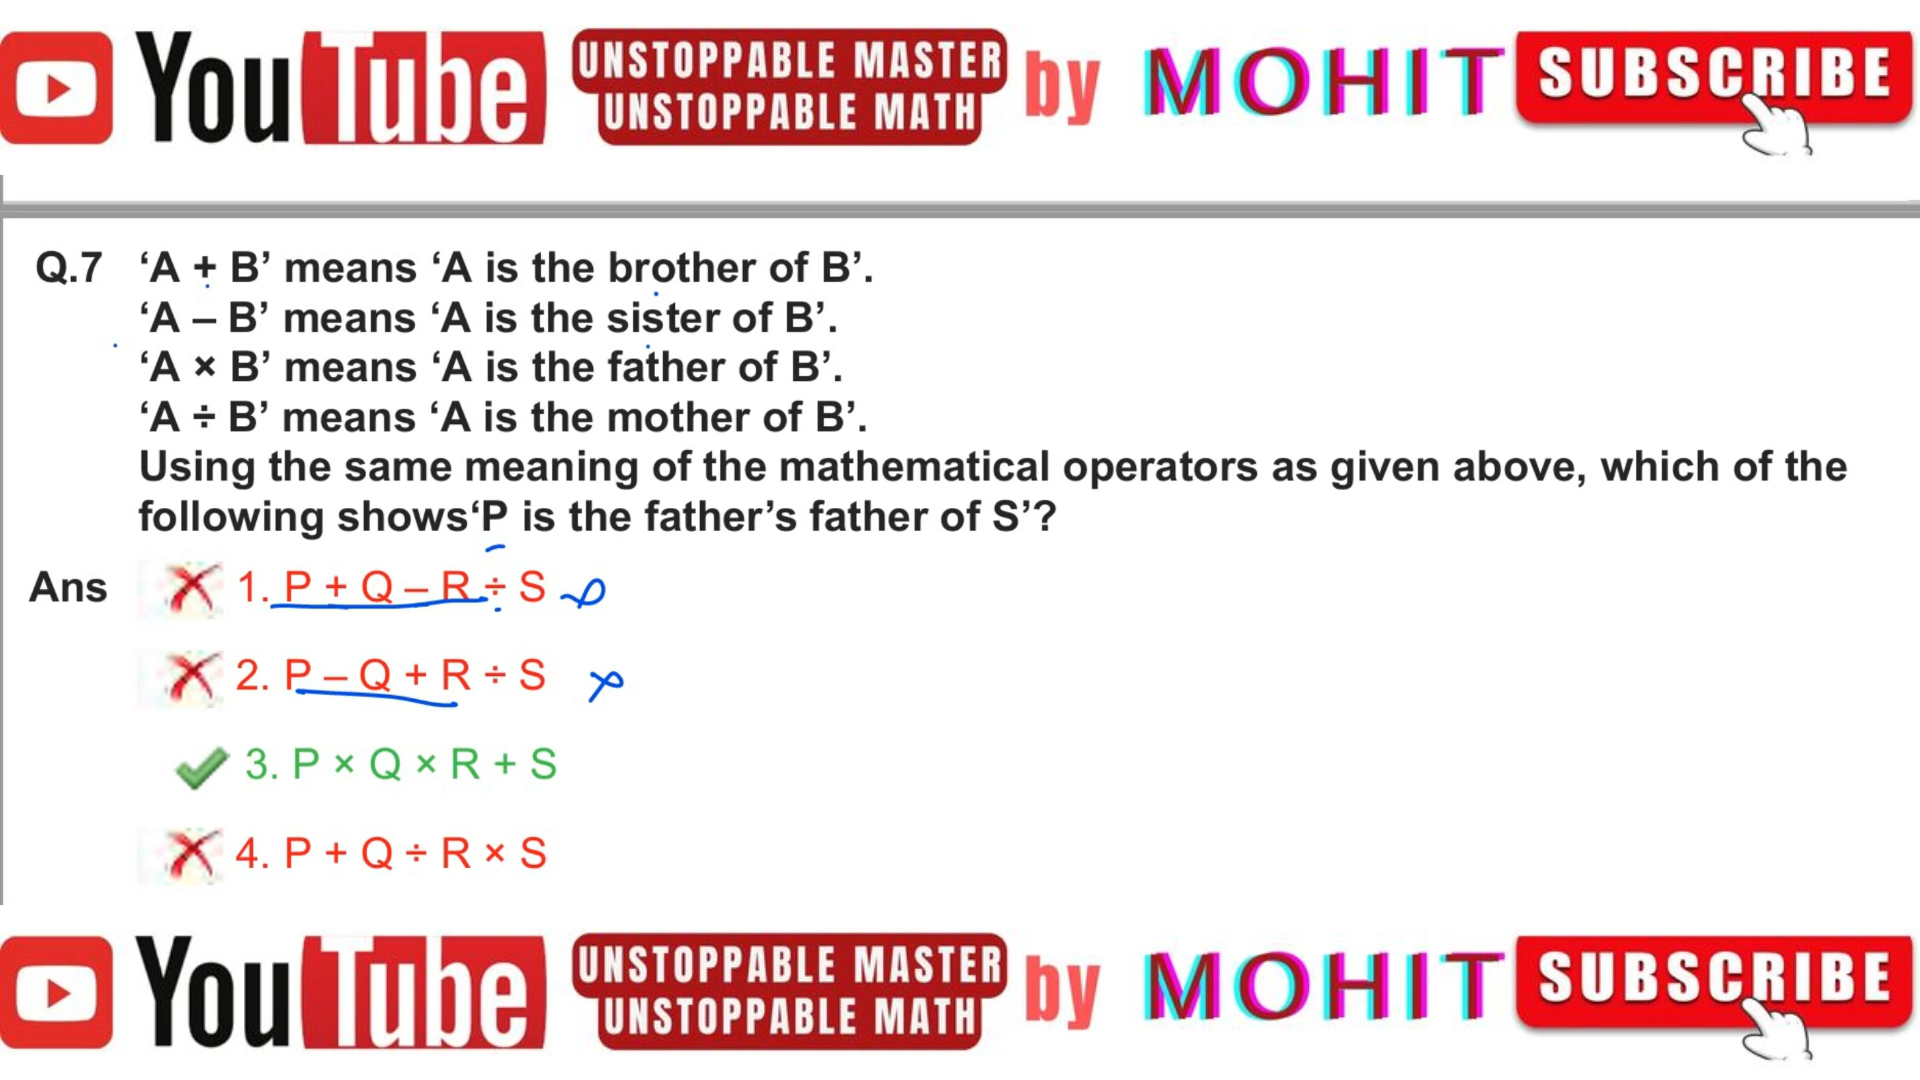 YouTube UNSTOPPABLE MASTER by MOHIT SUBSCRIBE
UNSTOPPABLE MATH
Q.7 ‘A + B’ means ‘A is the brother of B’.
‘A – B’ means ‘A is the sister of B’.
‘A × B’ means ‘A is the father of B’.
‘A ÷ B’ means ‘A is the mother of B’.
Using the same meaning of the mathematical operators as given above, which of the
following shows‘P is the father’s father of S’?
Ans 1. P + Q – R ÷ S
2. P – Q + R ÷ S
3. P × Q × R + S
4. P + Q ÷ R × S
YouTube UNSTOPPABLE MASTER by MOHIT SUBSCRIBE
UNSTOPPABLE MATH